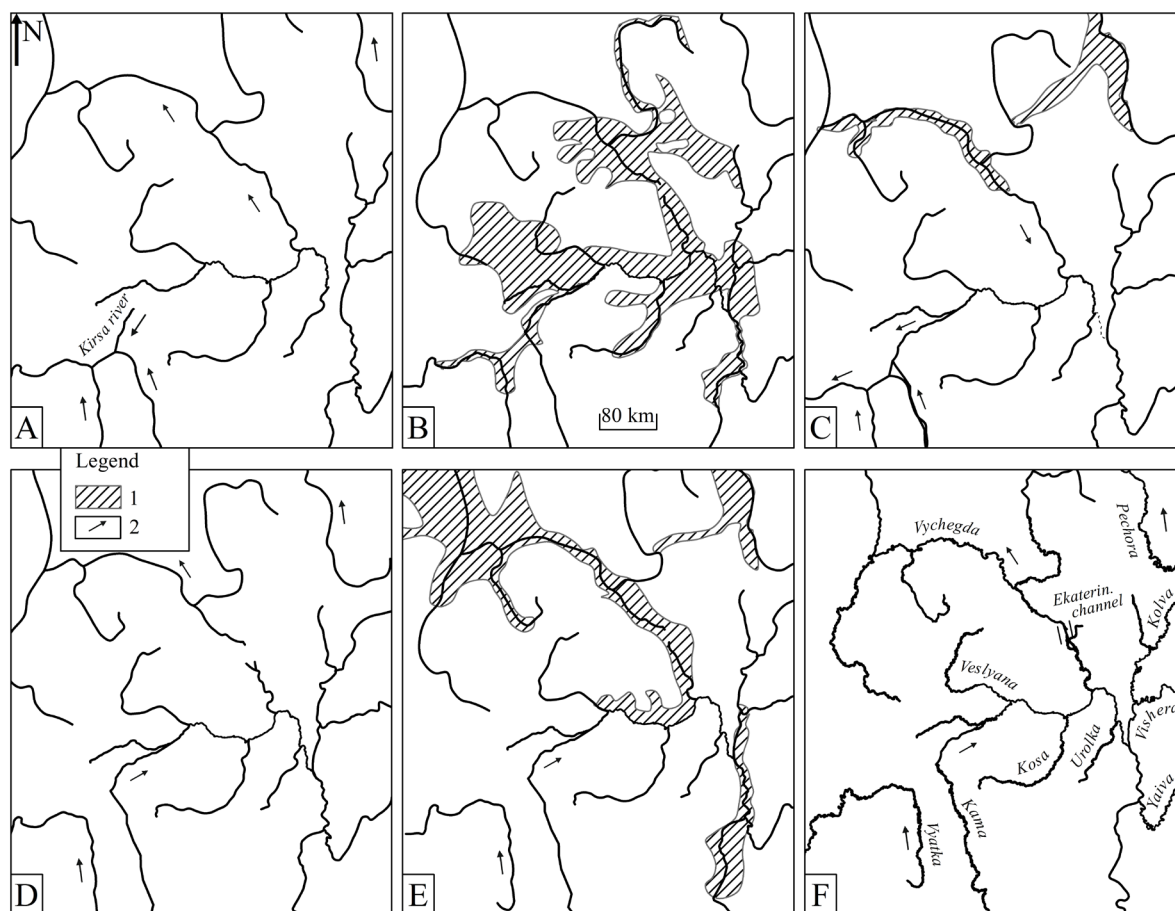 N
Kirsa river
A
B
80 km
C
Legend
1
2
D
E
Vychegda
Pechora
Ekaterin.
channel
Kolva
Veslyana
Vishera
Urolka
Kosa
Yaiva
Kama
Vyatka
F